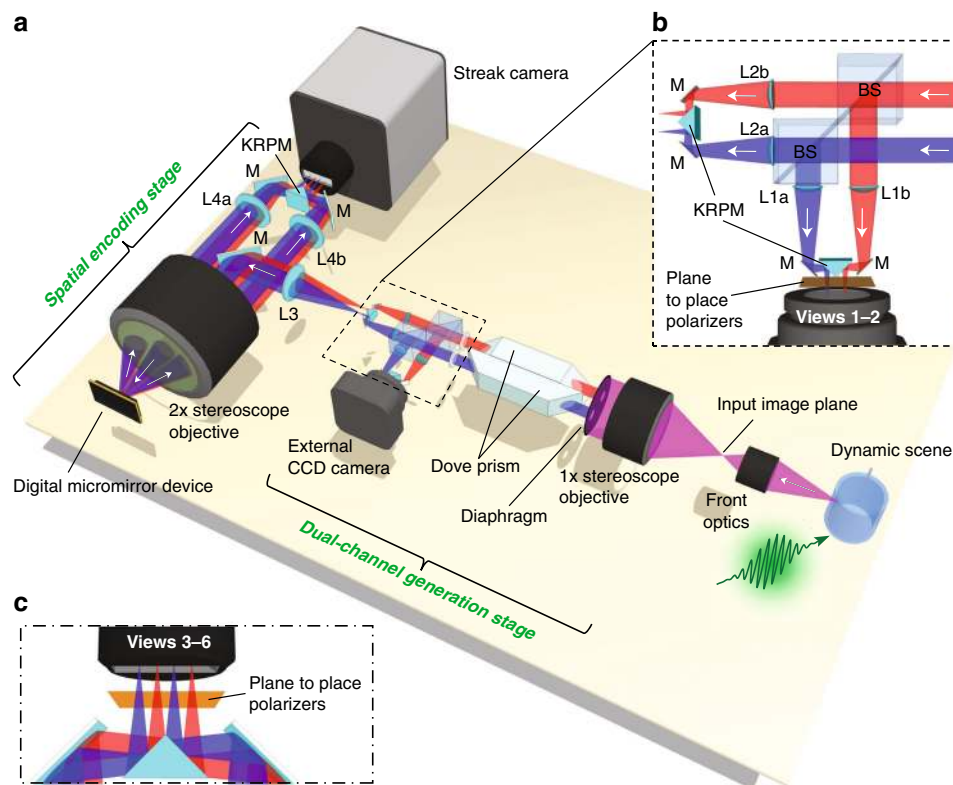 a
Streak camera
KRPM
M
L4a
M
M
L4b
L3
Spatial encoding stage
2x stereoscope
objective
Digital micromirror device
External
CCD camera
Dove prism
Diaphragm
1x stereoscope
objective
Input image plane
Front
optics
Dynamic scene
Dual-channel generation stage
b
L2b
BS
M
L2a
M
BS
L1a
L1b
KRPM
M
M
Plane
to place
polarizers
Views 1–2
c
Views 3–6
Plane to place
polarizers